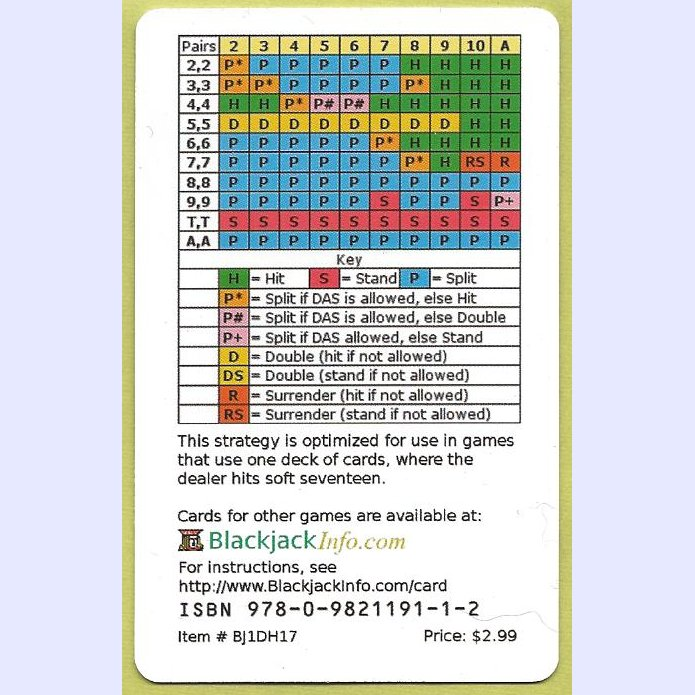 Pairs 2 3 4 5 6 7 8 9 10 A
2,2 P* P P P P P H H H H
3,3 P* P* P P P P P* H H H
4,4 H H P* P# P# H H H H H
5,5 D D D D D D D D H H
6,6 P P P P P P* H H H H
7,7 P P P P P P P* H RS R
8,8 P P P P P P P P P P
9,9 P P P P P S P P S P+
T,T S S S S S S S S S S
A,A P P P P P P P P P P
Key
H = Hit S = Stand P = Split
P* = Split if DAS is allowed, else Hit
P# = Split if DAS is allowed, else Double
P+ = Split if DAS allowed, else Stand
D = Double (hit if not allowed)
DS = Double (stand if not allowed)
R = Surrender (hit if not allowed)
RS = Surrender (stand if not allowed)
This strategy is optimized for use in games
that use one deck of cards, where the
dealer hits soft seventeen.
Cards for other games are available at:
BlackjackInfo.com
For instructions, see
http://www.BlackjackInfo.com/card
ISBN 978-0-9821191-1-2
Item # BJ1DH17 Price: $2.99